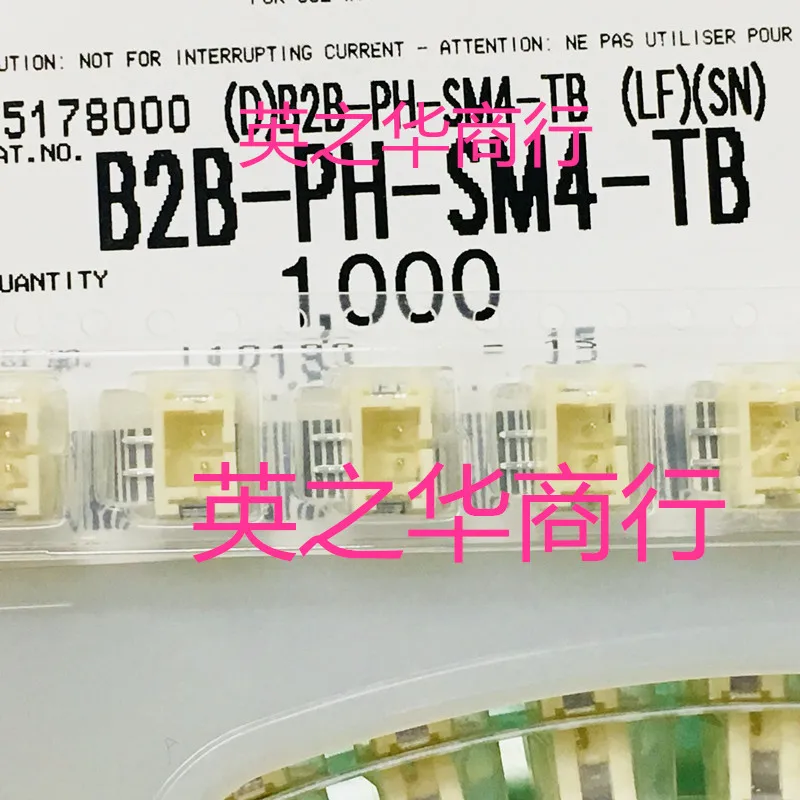 UTION: NOT FOR INTERRUPTING CURRENT - ATTENTION: NE PAS UTILISER POUR
5178000 (D)B2B-PH-SM4-TB (LF)(SN)
英之华商行
AT.NO.
B2B-PH-SM4-TB
UANTITY 1,000
英之华商行